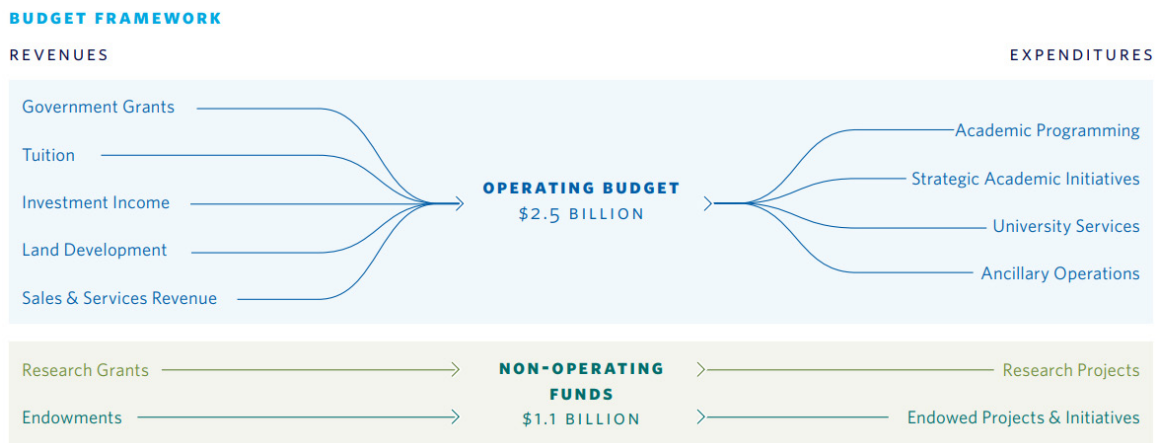 BUDGET FRAMEWORK
REVENUES
EXPENDITURES
Government Grants
Tuition
Investment Income
Land Development
Sales & Services Revenue
OPERATING BUDGET
$2.5 BILLION
Academic Programming
Strategic Academic Initiatives
University Services
Ancillary Operations
Research Grants
Endowments
NON-OPERATING
FUNDS
$1.1 BILLION
Research Projects
Endowed Projects & Initiatives